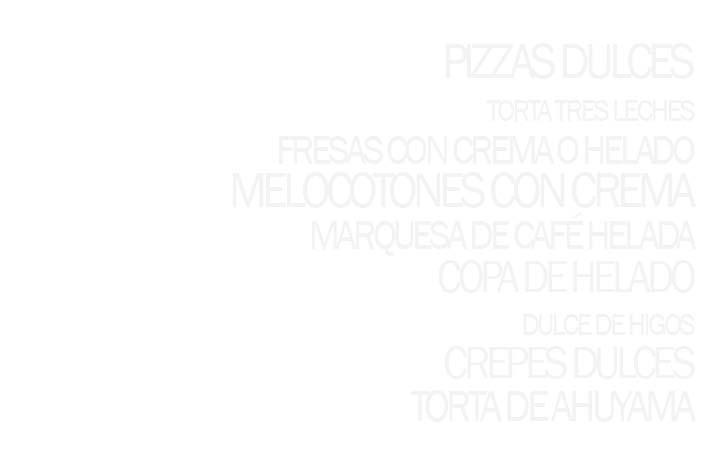 PIZZAS DULCES
TORTA TRES LECHES
FRESAS CON CREMA O HELADO
MELOCOTONES CON CREMA
MARQUESA DE CAFÉ HELADA
COPA DE HELADO
DULCE DE HIGOS
CREPES DULCES
TORTA DE AHUYAMA